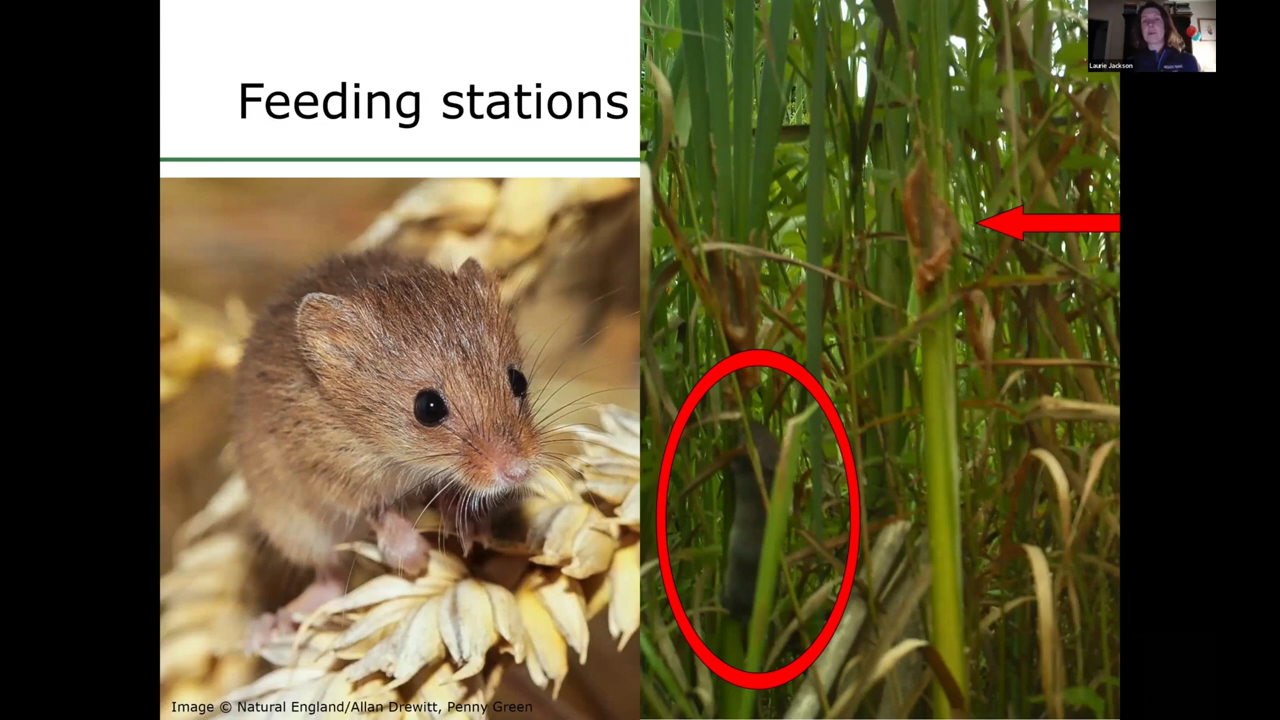 Feeding stations
Laurie Jackson
Image © Natural England/Allan Drewitt, Penny Green